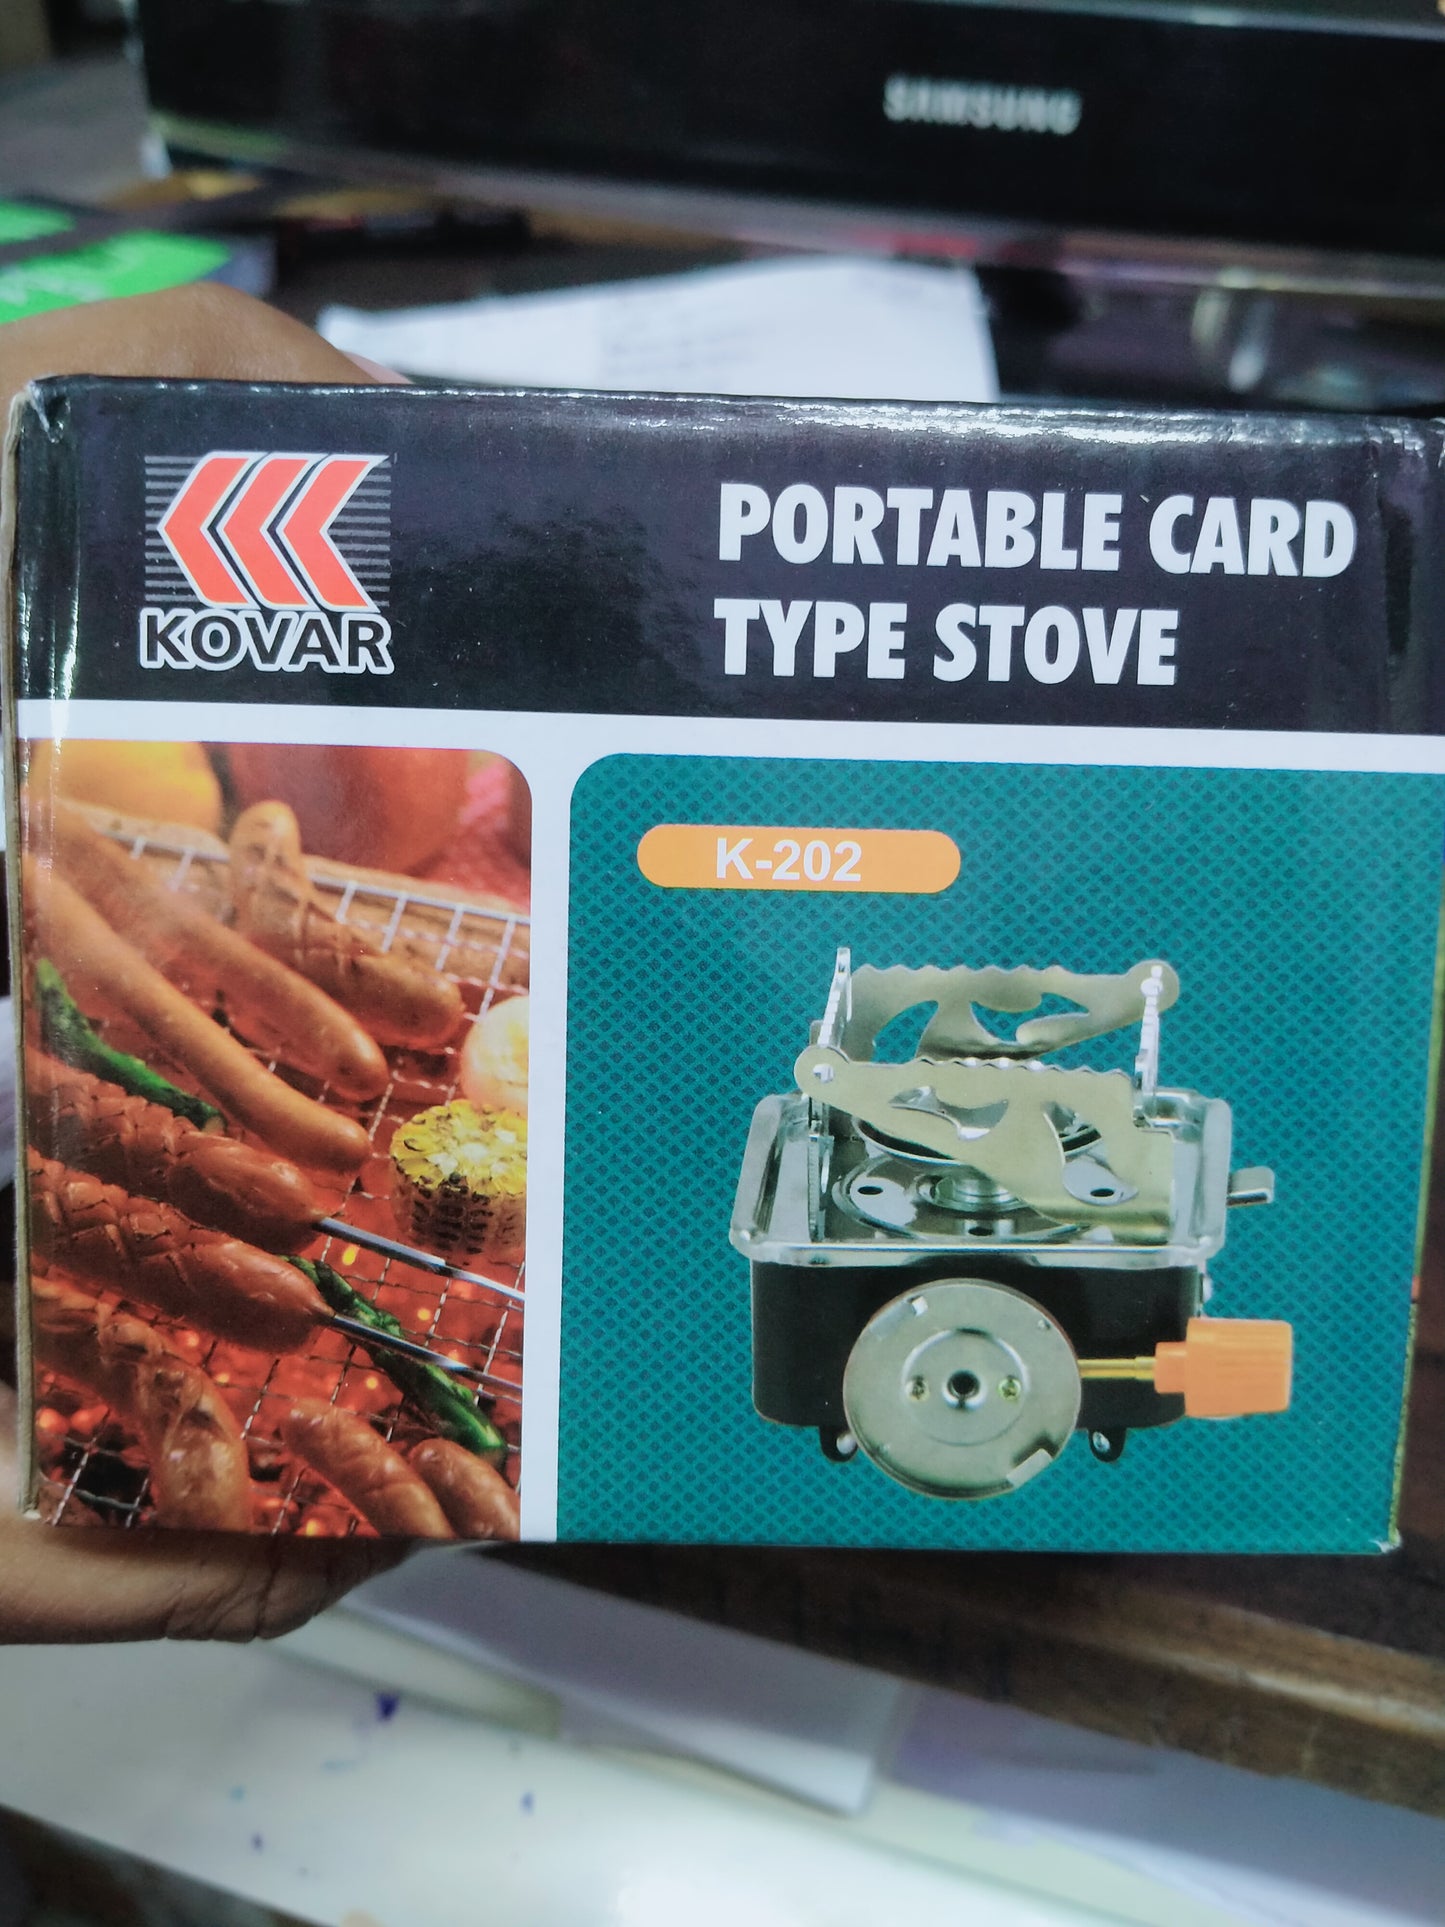 SAMSUNG
KOVAR
PORTABLE CARD
TYPE STOVE
K-202